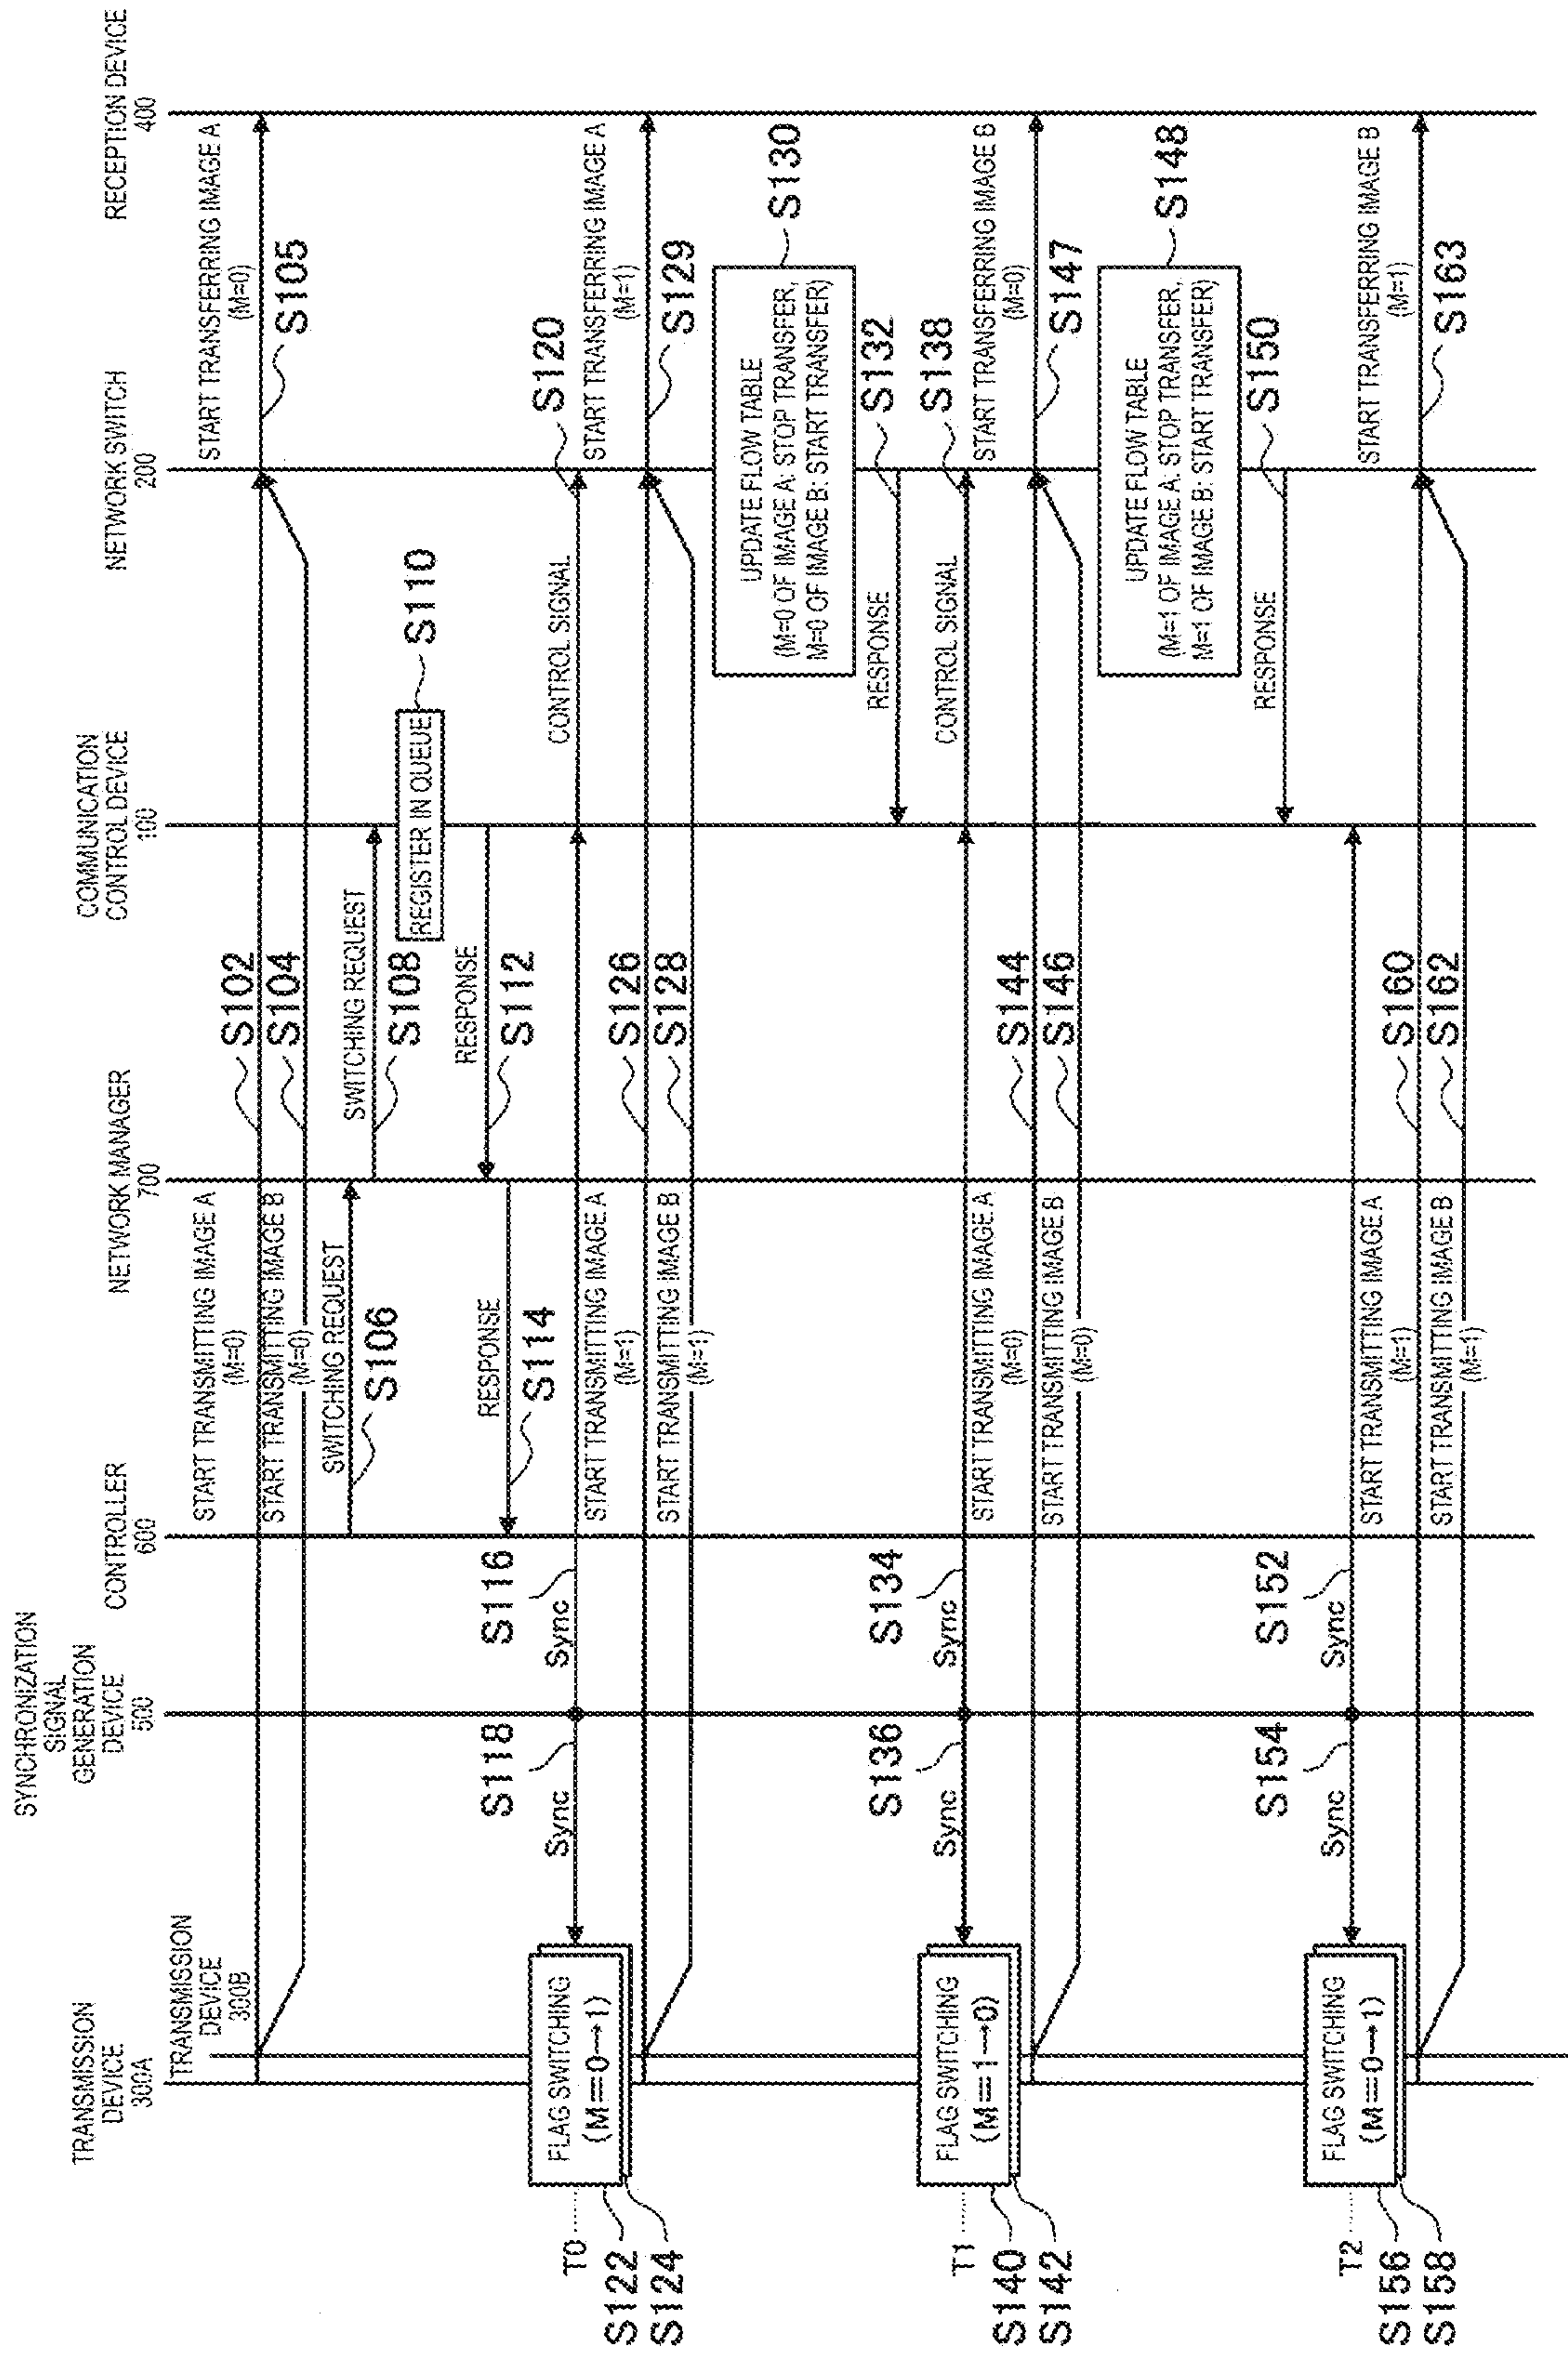 TRANSMISSION
DEVICE
300A
TRANSMISSION
DEVICE
300B
SYNCHRONIZATION
SIGNAL
GENERATION
DEVICE
500
CONTROLLER
600
NETWORK MANAGER
700
COMMUNICATION
CONTROL DEVICE
100
NETWORK SWITCH
200
RECEPTION DEVICE
400
START TRANSMITTING IMAGE A
(M=0)
S102
START TRANSFERRING IMAGE A
(M=0)
START TRANSMITTING IMAGE B
(M=0)
S104
S105
SWITCHING REQUEST
S106
SWITCHING REQUEST
S108
REGISTER IN QUEUE
S110
RESPONSE
S112
RESPONSE
S114
T0
FLAG SWITCHING
(M=0→1)
S122
S124
S118
Sync
S116
Sync
CONTROL SIGNAL
S120
START TRANSMITTING IMAGE A
(M=1)
S126
START TRANSFERRING IMAGE A
(M=1)
START TRANSMITTING IMAGE B
(M=1)
S128
S129
UPDATE FLOW TABLE
(M=0 OF IMAGE A: STOP TRANSFER,
M=0 OF IMAGE B: START TRANSFER)
S130
RESPONSE
S132
T1
FLAG SWITCHING
(M=1→0)
S140
S142
S136
Sync
S134
Sync
CONTROL SIGNAL
S138
START TRANSMITTING IMAGE A
(M=0)
S144
START TRANSFERRING IMAGE B
(M=0)
START TRANSMITTING IMAGE B
(M=0)
S146
S147
UPDATE FLOW TABLE
(M=1 OF IMAGE A: STOP TRANSFER,
M=1 OF IMAGE B: START TRANSFER)
S148
RESPONSE
S150
T2
FLAG SWITCHING
(M=0→1)
S156
S158
S154
Sync
S152
Sync
START TRANSMITTING IMAGE A
(M=1)
S160
START TRANSFERRING IMAGE B
(M=1)
START TRANSMITTING IMAGE B
(M=1)
S162
S163